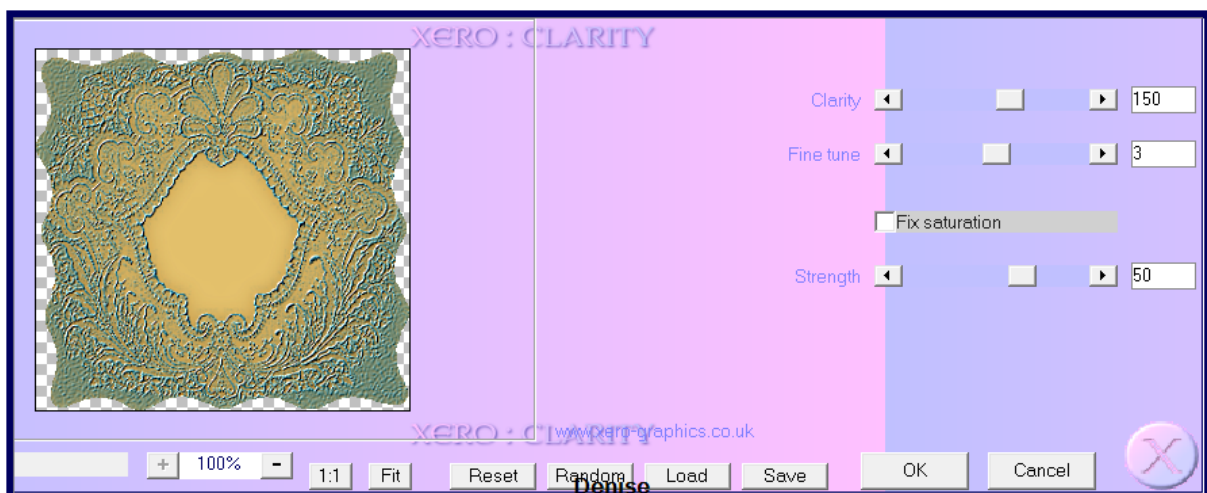 XERO : CLARITY
Clarity 150
Fine tune 3
Fix saturation
Strength 50
XERO : CLARITY www.xero-graphics.co.uk
+ 100% - 1:1 Fit Reset Random Load Save OK Cancel X
Denise